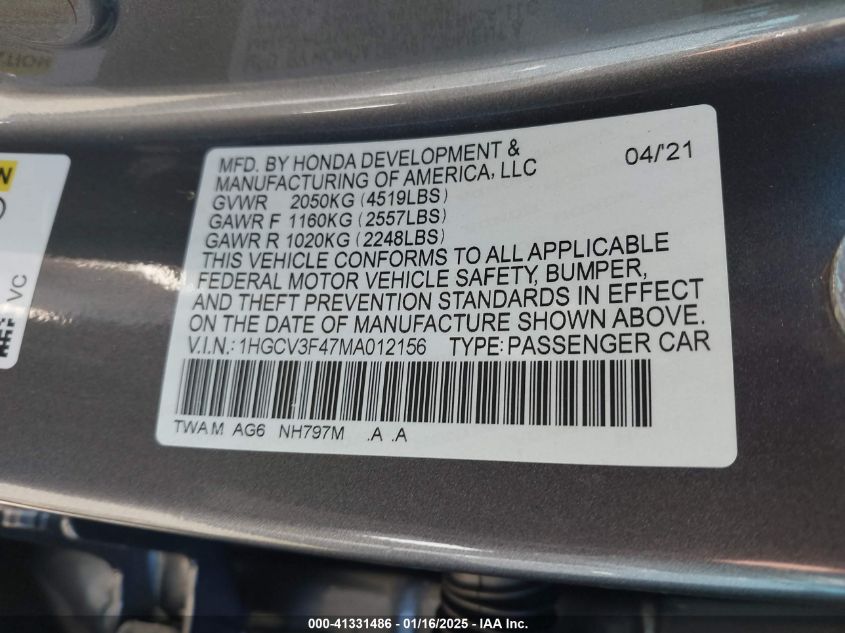 MFD. BY HONDA DEVELOPMENT & 04/'21
MANUFACTURING OF AMERICA, LLC
GVWR 2050KG (4519LBS)
GAWR F 1160KG (2557LBS)
GAWR R 1020KG (2248LBS)
THIS VEHICLE CONFORMS TO ALL APPLICABLE
FEDERAL MOTOR VEHICLE SAFETY, BUMPER,
AND THEFT PREVENTION STANDARDS IN EFFECT
ON THE DATE OF MANUFACTURE SHOWN ABOVE.
V.I.N.: 1HGCV3F47MA012156 TYPE: PASSENGER CAR
TWA M AG6 NH797M .A .A
VC
000-41331486 - 01/16/2025 - IAA Inc.